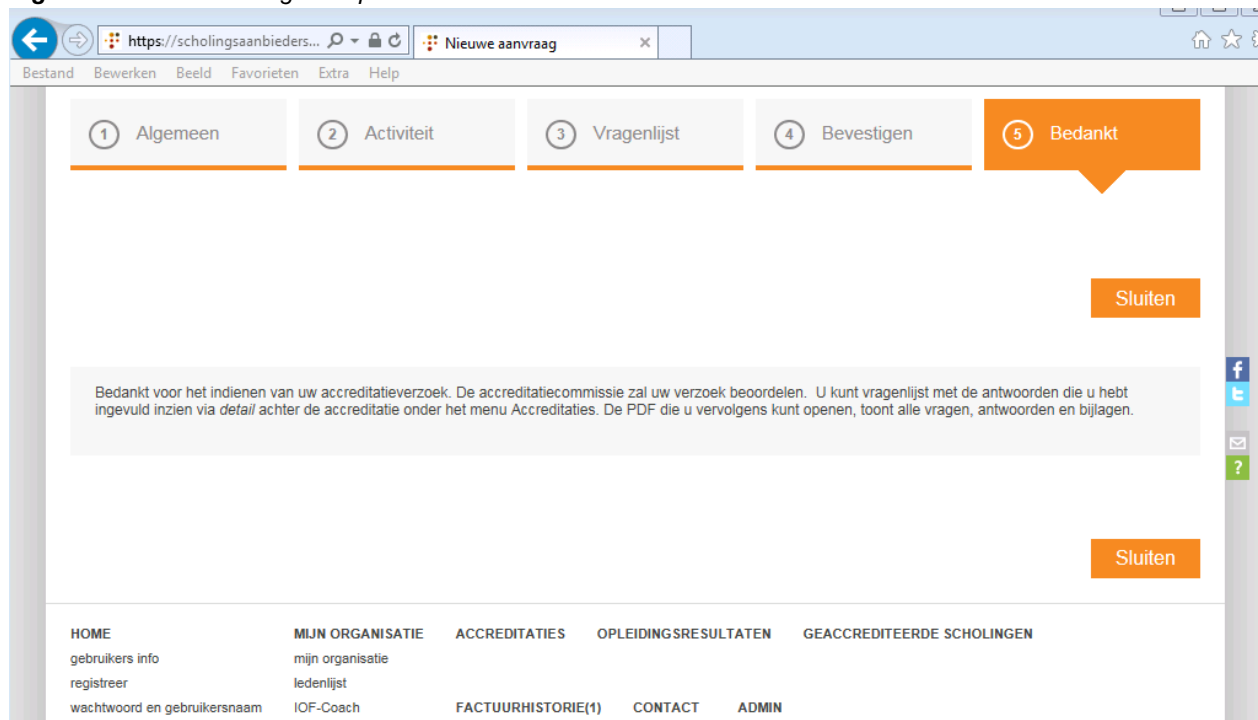 https://scholingsaanbieders...
Nieuwe aanvraag
Bestand Bewerken Beeld Favorieten Extra Help
1 Algemeen
2 Activiteit
3 Vragenlijst
4 Bevestigen
5 Bedankt
Sluiten
Bedankt voor het indienen van uw accreditatieverzoek. De accreditatiecommissie zal uw verzoek beoordelen. U kunt vragenlijst met de antwoorden die u hebt
ingevuld inzien via detail achter de accreditatie onder het menu Accreditaties. De PDF die u vervolgens kunt openen, toont alle vragen, antwoorden en bijlagen.
f
t
?
Sluiten
HOME MIJN ORGANISATIE ACCREDITATIES OPLEIDINGSRESULTATEN GEACCREDITEERDE SCHOLINGEN
gebruikers info mijn organisatie
registreer ledenlijst
wachtwoord en gebruikersnaam IOF-Coach FACTUURHISTORIE(1) CONTACT ADMIN